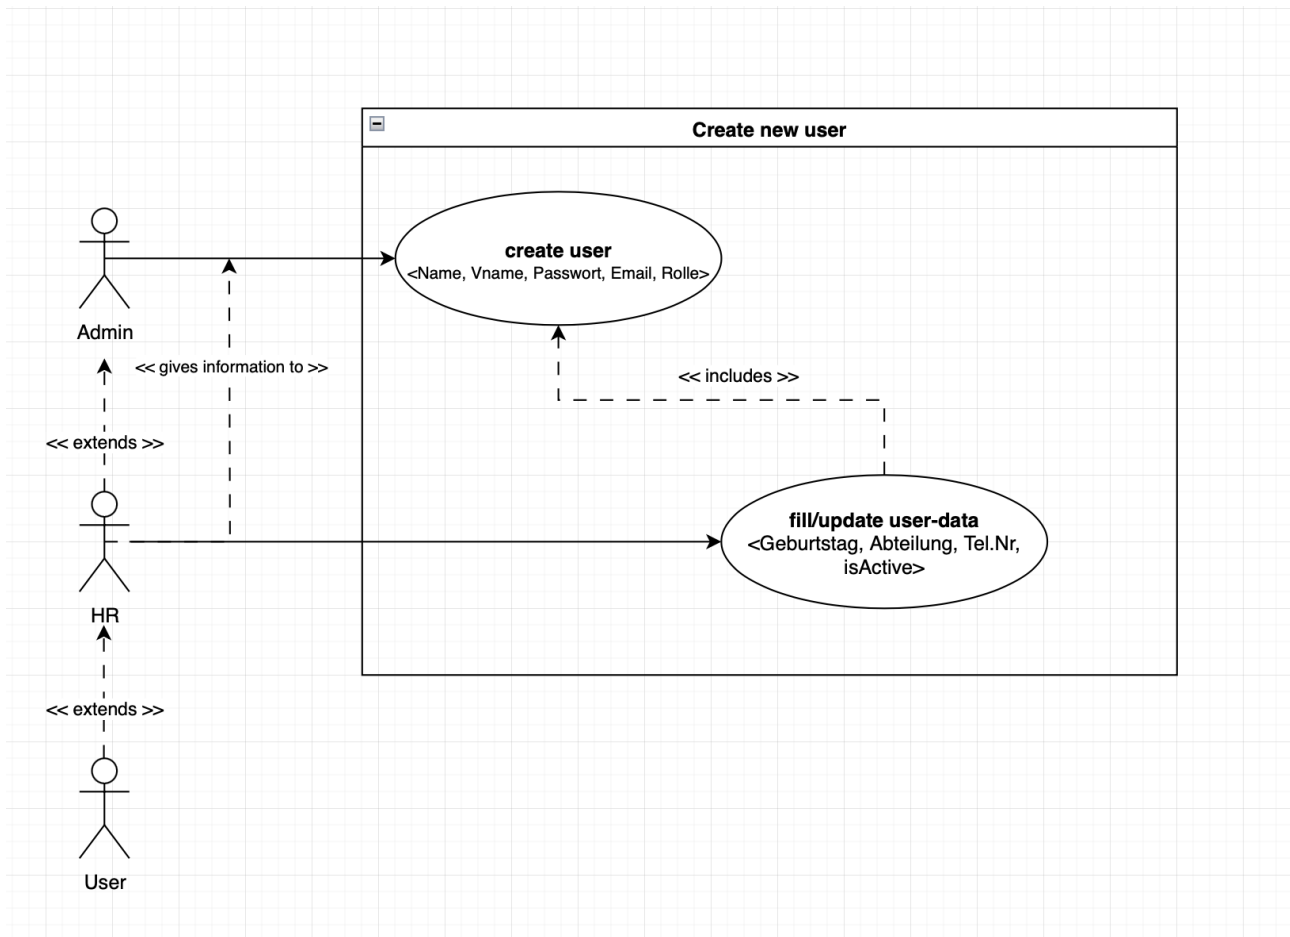 Create new user
create user
<Name, Vname, Passwort, Email, Rolle>
Admin
<< gives information to >>
<< includes >>
<< extends >>
fill/update user-data
<Geburtstag, Abteilung, Tel.Nr,
isActive>
HR
<< extends >>
User